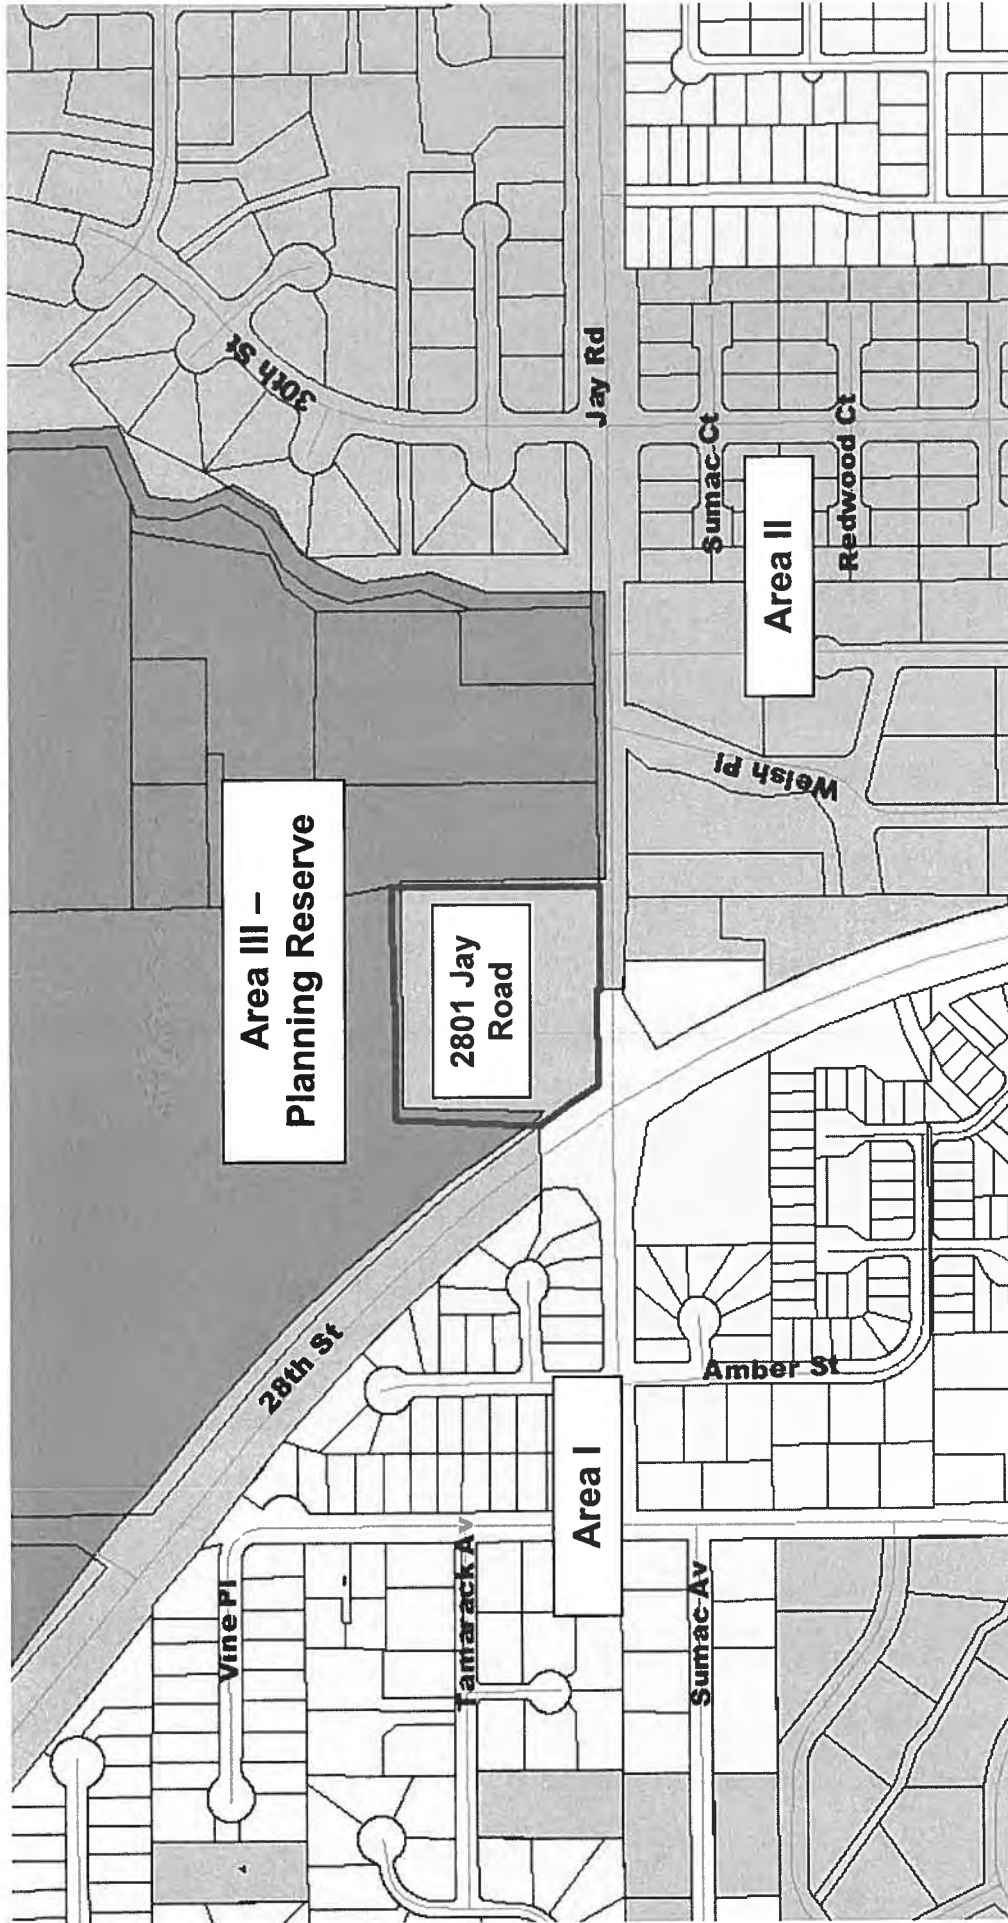 Area III –
Planning Reserve
2801 Jay
Road
30th St
Jay Rd
Sumac Ct
Redwood Ct
Area II
Welsh Pl
28th St
Amber St
Area I
Vine Pl
Tamarack Av
Sumac Av